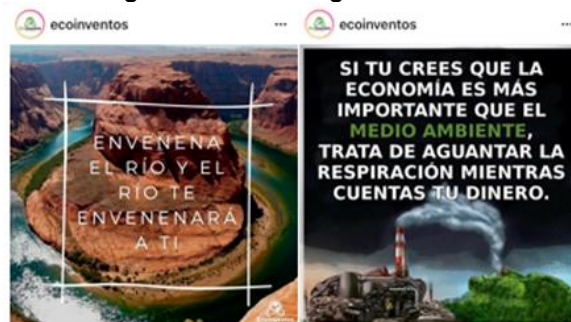 ecoinventos
ENVENENA
EL RÍO Y EL
RÍO TE
ENVENENARÁ
A TI
Ecoinventos
ecoinventos
SI TU CREES QUE LA
ECONOMÍA ES MÁS
IMPORTANTE QUE EL
MEDIO AMBIENTE,
TRATA DE AGUANTAR LA
RESPIRACIÓN MIENTRAS
CUENTAS TU DINERO.